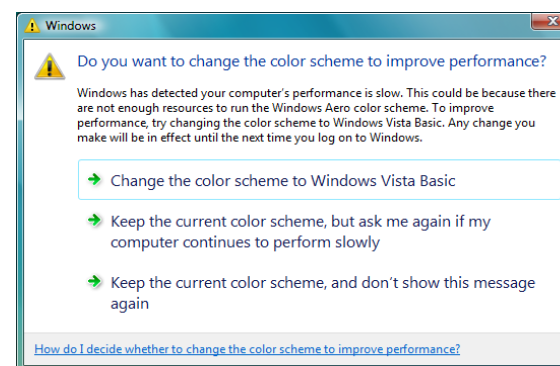 Windows
Do you want to change the color scheme to improve performance?
Windows has detected your computer's performance is slow. This could be because there
are not enough resources to run the Windows Aero color scheme. To improve
performance, try changing the color scheme to Windows Vista Basic. Any change you
make will be in effect until the next time you log on to Windows.
Change the color scheme to Windows Vista Basic
Keep the current color scheme, but ask me again if my
computer continues to perform slowly
Keep the current color scheme, and don't show this message
again
How do I decide whether to change the color scheme to improve performance?